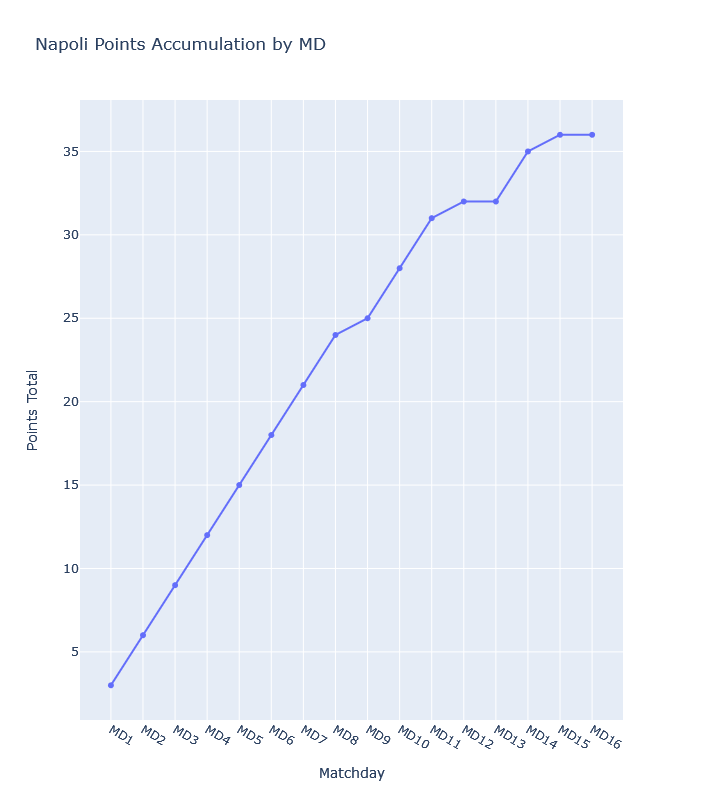 Napoli Points Accumulation by MD
35
30
25
20
15
10
5
Points Total
MD1 MD2 MD3 MD4 MD5 MD6 MD7 MD8 MD9 MD10 MD11 MD12 MD13 MD14 MD15 MD16
Matchday